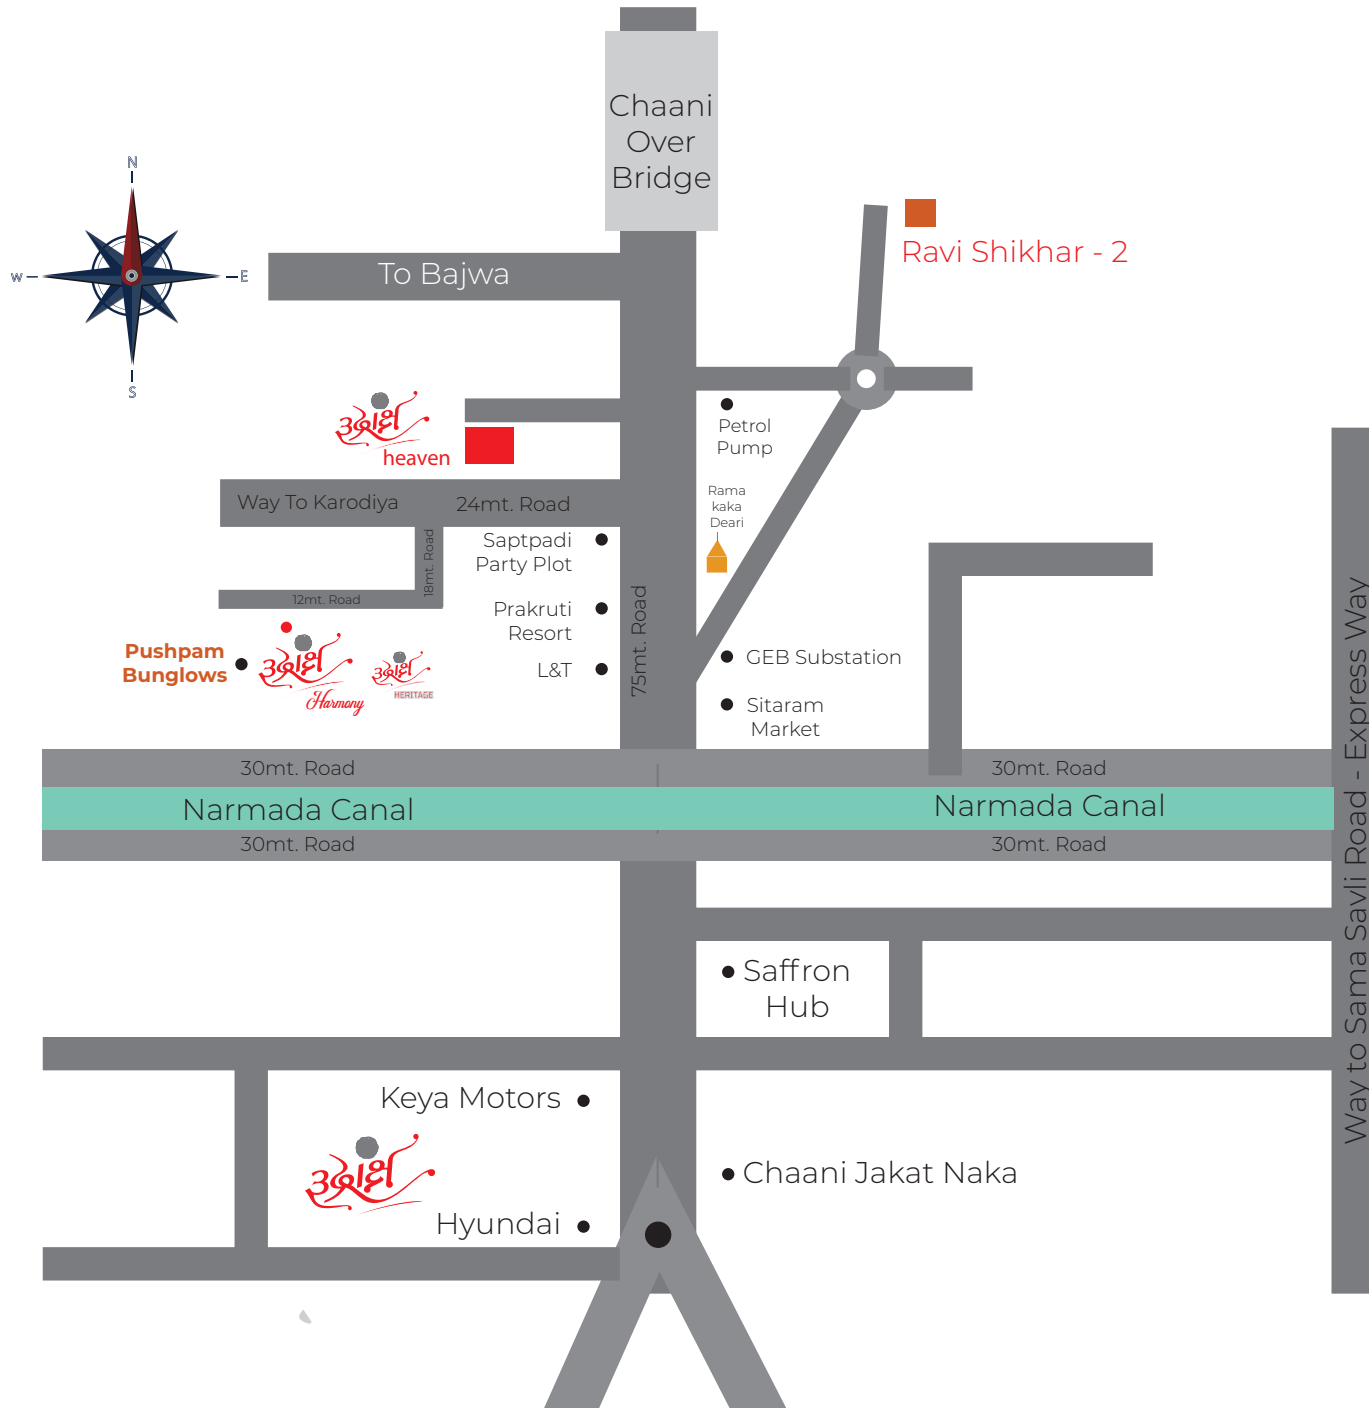 Chaani
Over
Bridge
N
W
E
S
To Bajwa
Ravi Shikhar - 2
રુદ્રાક્ષ
heaven
Petrol
Pump
Way To Karodiya
24mt. Road
Rama
kaka
Deari
18mt. Road
12mt. Road
Saptpadi
Party Plot
Prakruti
Resort
L&T
75mt. Road
Pushpam
Bunglows
રુદ્રાક્ષ
Harmony
રુદ્રાક્ષ
HERITAGE
GEB Substation
Sitaram
Market
30mt. Road
30mt. Road
Narmada Canal
Narmada Canal
30mt. Road
30mt. Road
Way to Sama Savli Road - Express Way
Saffron
Hub
Keya Motors
રુદ્રાક્ષ
Hyundai
Chaani Jakat Naka